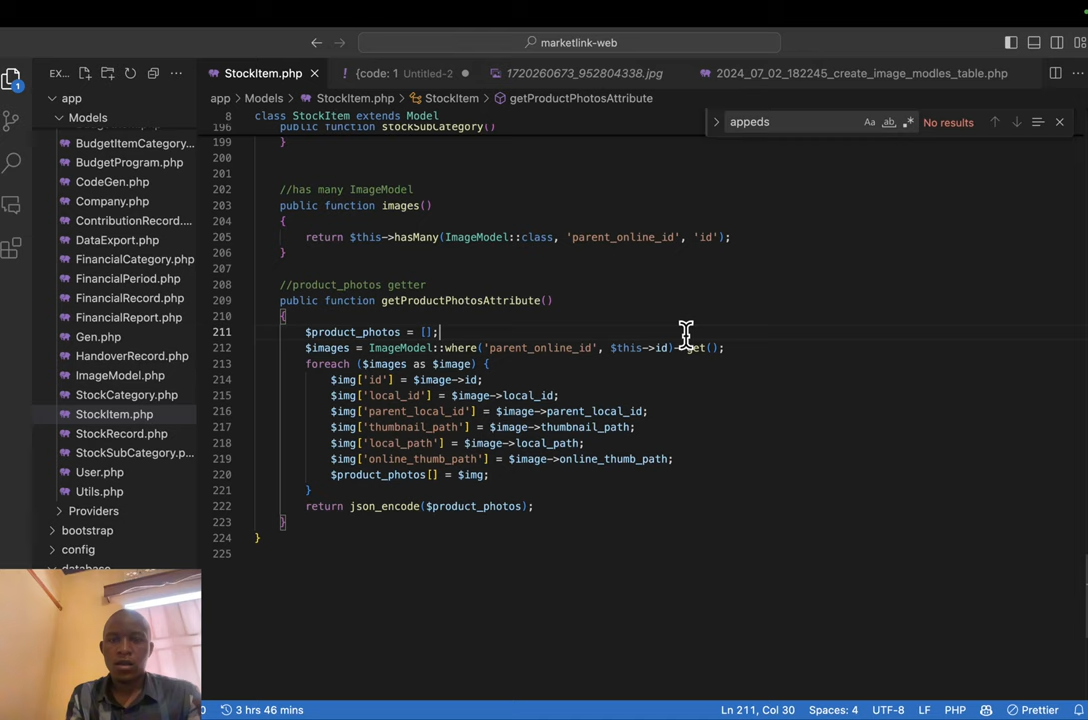 marketlink-web
EX...
StockItem.php
{code: 1 Untitled-2
1720260673_952804338.jpg
2024_07_02_182245_create_image_modles_table.php
app
Models
BudgetItemCategory...
BudgetProgram.php
CodeGen.php
Company.php
ContributionRecord....
DataExport.php
FinancialCategory.php
FinancialPeriod.php
FinancialRecord.php
FinancialReport.php
Gen.php
HandoverRecord.php
ImageModel.php
StockCategory.php
StockItem.php
StockRecord.php
StockSubCategory.p...
User.php
Utils.php
Providers
bootstrap
config
database
app > Models > StockItem.php > StockItem > getProductPhotosAttribute
appeds
Aa ab
No results
8 class StockItem extends Model
196 public function stockSubCategory()
199 }
200
201
202 //has many ImageModel
203 public function images()
204 {
205 return $this->hasMany(ImageModel::class, 'parent_online_id', 'id');
206 }
207
208 //product_photos getter
209 public function getProductPhotosAttribute()
210 {
211 $product_photos = [];
212 $images = ImageModel::where('parent_online_id', $this->id)->get();
213 foreach ($images as $image) {
214 $img['id'] = $image->id;
215 $img['local_id'] = $image->local_id;
216 $img['parent_local_id'] = $image->parent_local_id;
217 $img['thumbnail_path'] = $image->thumbnail_path;
218 $img['local_path'] = $image->local_path;
219 $img['online_thumb_path'] = $image->online_thumb_path;
220 $product_photos[] = $img;
221 }
222 return json_encode($product_photos);
223 }
224 }
225
1
0
3 hrs 46 mins
Ln 211, Col 30
Spaces: 4
UTF-8
LF
PHP
Prettier